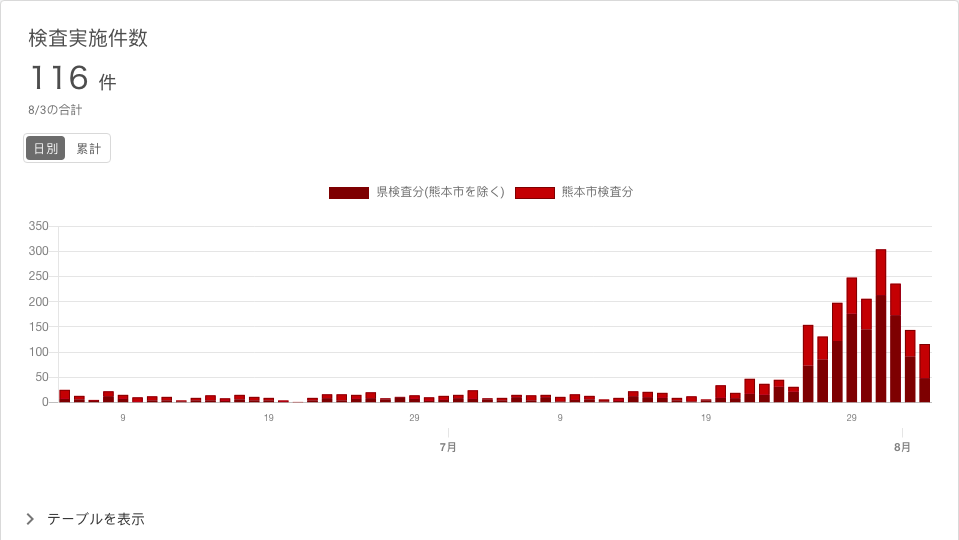 検査実施件数
116 件
8/3の合計
日別 累計
県検査分(熊本市を除く) 熊本市検査分
350
300
250
200
150
100
50
0
9 19 29 9 19 29
7月 8月
テーブルを表示